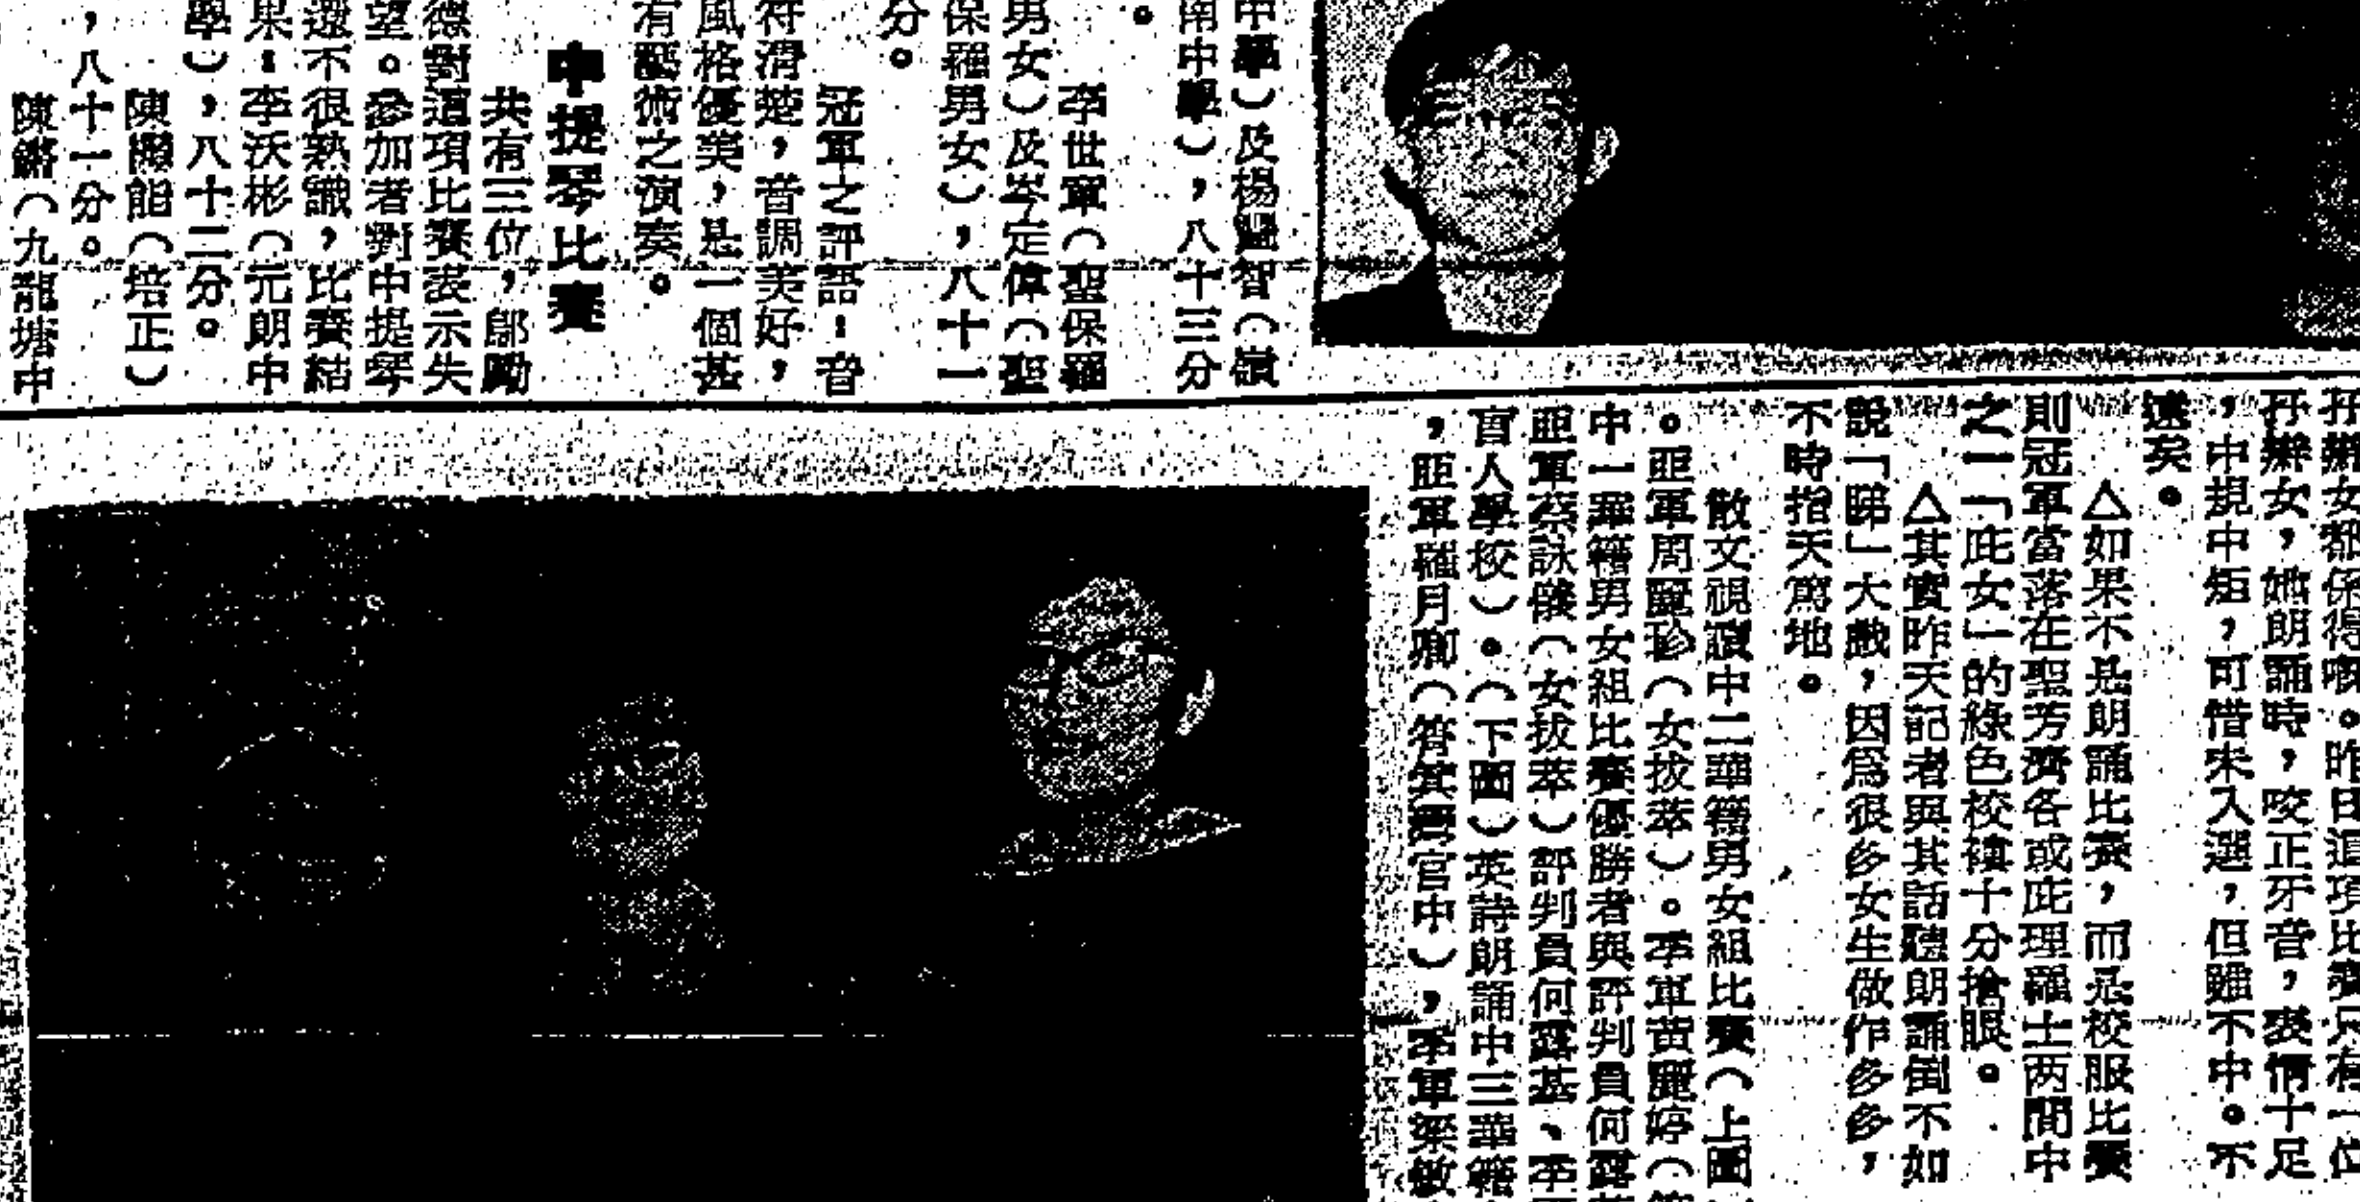 中學）及楊（嶺
南中學），八十三分
。
李世軍（聖保羅
男女）及岑定偉（聖
保羅男女），八十一
分。
冠軍之評語：音
符清楚，音調美好，
風格優美，是一個甚
有藝術之演奏。
中提琴比賽
共有三位，鄔勵
德對這項比賽表示失
望。參加者對中提琴
還不很熟識，比賽結
果：李沃彬（元朗中
學），八十二分。
陳能（培正）
，八十一分。
陳鏘（九龍塘中
孖辮女都係得啝。昨日這項比賽只有一位
孖辮女，她朗誦時，咬正牙音，表情十足
，中規中矩，可惜未入選，但雖不中。不
遠矣。
△如果不是朗誦比賽，而是校服比賽
則冠軍當落在聖芳濟各或庇理羅士两間中
之一「庇女」的綠色校褸十分搶眼。
△其實昨天記者與其話聽朗誦倒不如
說「睇」大戲，因爲很多女生做作多多，
不時指天篤地。
散文視讀中二華籍男女組比賽（上圖
。亞軍周麗珍（女拔萃）。季軍黃麗婷（
中一華籍男女組比賽優勝者與評判員何露
亞軍蔡詠儀（女拔萃）評判員何露基、李
盲人學校）。（下圖）英詩朗誦中三華籍
，亞軍羅月卿（筲箕灣官中），季軍梁敏